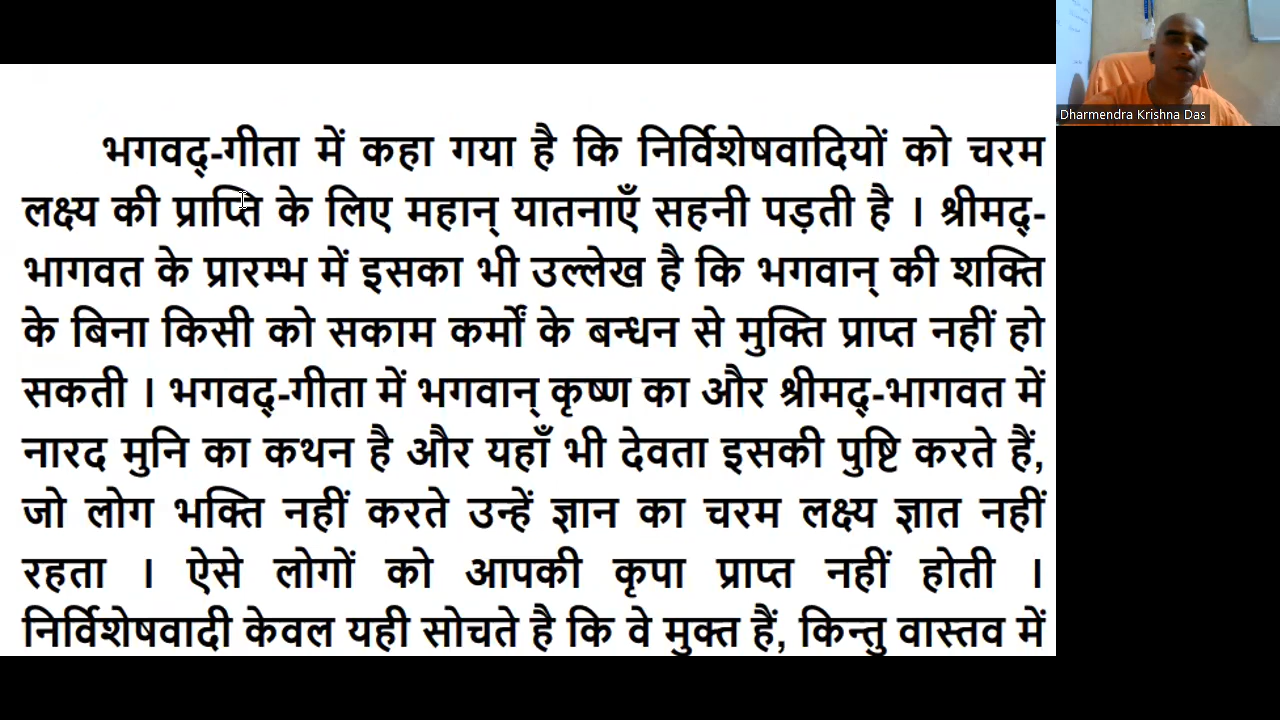 भगवद्-गीता में कहा गया है कि निर्विशेषवादियों को चरम
लक्ष्य की प्राप्ति के लिए महान् यातनाएँ सहनी पड़ती है । श्रीमद्-
भागवत के प्रारम्भ में इसका भी उल्लेख है कि भगवान् की शक्ति
के बिना किसी को सकाम कर्मों के बन्धन से मुक्ति प्राप्त नहीं हो
सकती । भगवद्-गीता में भगवान् कृष्ण का और श्रीमद्-भागवत में
नारद मुनि का कथन है और यहाँ भी देवता इसकी पुष्टि करते हैं,
जो लोग भक्ति नहीं करते उन्हें ज्ञान का चरम लक्ष्य ज्ञात नहीं
रहता । ऐसे लोगों को आपकी कृपा प्राप्त नहीं होती ।
निर्विशेषवादी केवल यही सोचते है कि वे मुक्त हैं, किन्तु वास्तव में
Dharmendra Krishna Das